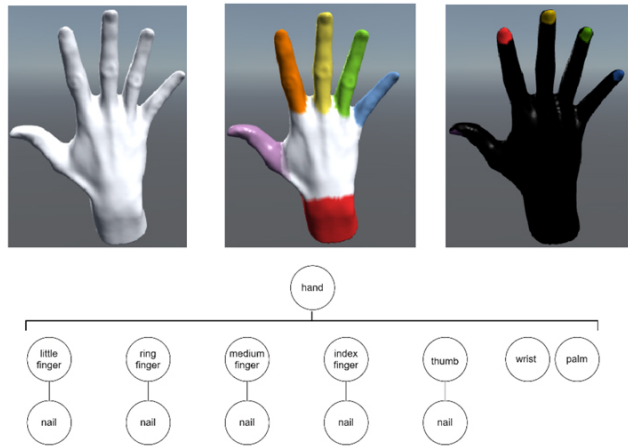 hand
little
finger
ring
finger
medium
finger
index
finger
thumb
wrist
palm
nail
nail
nail
nail
nail